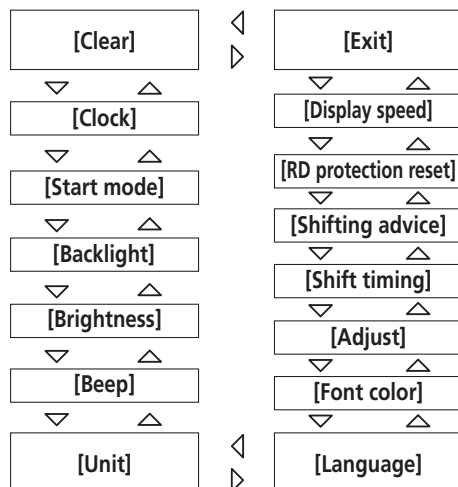 [Clear]
[Clock]
[Start mode]
[Backlight]
[Brightness]
[Beep]
[Unit]
[Exit]
[Display speed]
[RD protection reset]
[Shifting advice]
[Shift timing]
[Adjust]
[Font color]
[Language]